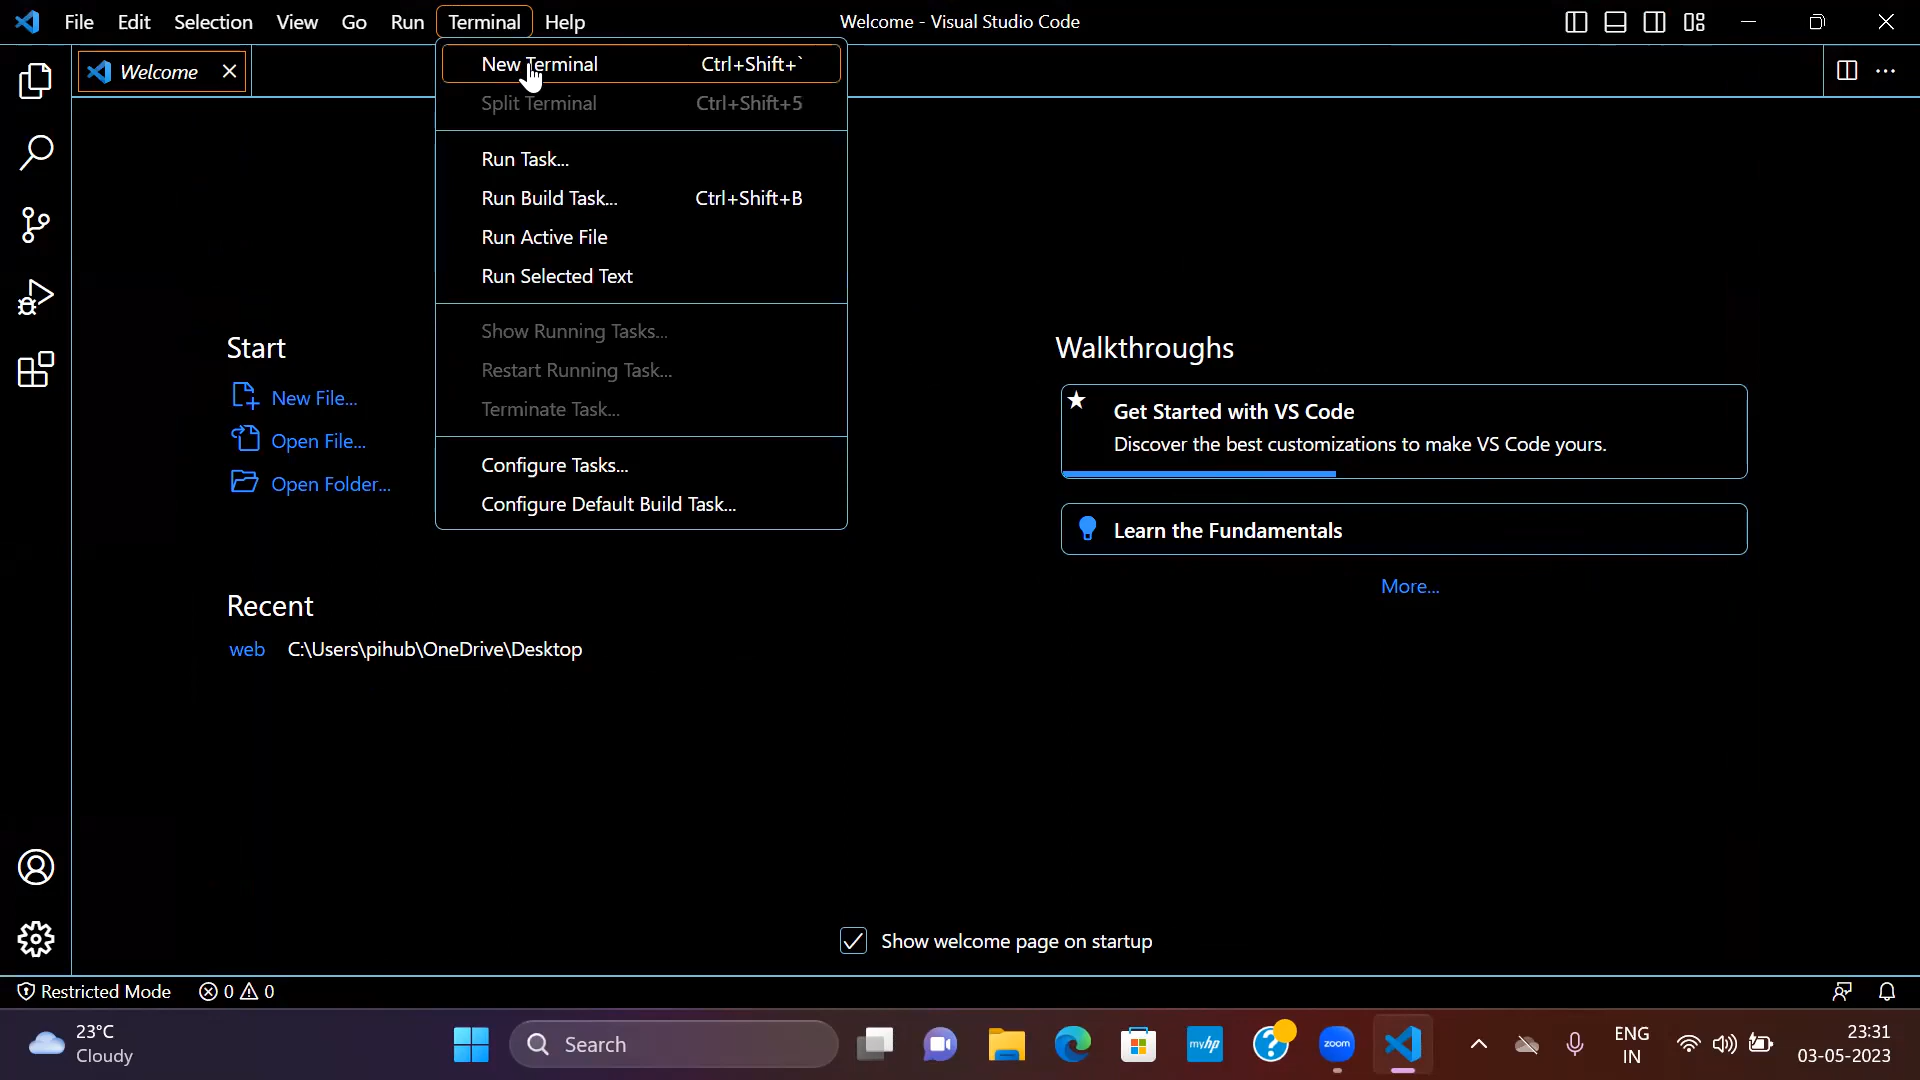 File Edit Selection View Go Run Terminal Help
Welcome - Visual Studio Code
Welcome
New Terminal Ctrl+Shift+`
Split Terminal Ctrl+Shift+5
Run Task...
Run Build Task... Ctrl+Shift+B
Run Active File
Run Selected Text
Show Running Tasks...
Restart Running Task...
Terminate Task...
Configure Tasks...
Configure Default Build Task...
Start
New File...
Open File...
Open Folder...
Recent
web C:\Users\pihub\OneDrive\Desktop
Walkthroughs
Get Started with VS Code
Discover the best customizations to make VS Code yours.
Learn the Fundamentals
More...
Show welcome page on startup
Restricted Mode 0 0
23°C
Cloudy
Search
myhp
zoom
ENG
IN
23:31
03-05-2023